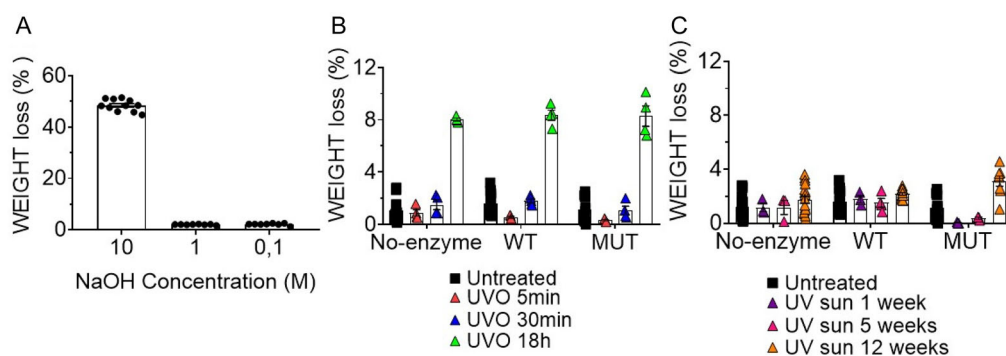 A
WEIGHT loss (% )
60
40
20
0
10 1 0,1
NaOH Concentration (M)
B
WEIGHT loss (%)
12
8
4
0
No-enzyme WT MUT
Untreated
UVO 5min
UVO 30min
UVO 18h
C
WEIGHT loss (%)
12
8
4
0
No-enzyme WT MUT
Untreated
UV sun 1 week
UV sun 5 weeks
UV sun 12 weeks